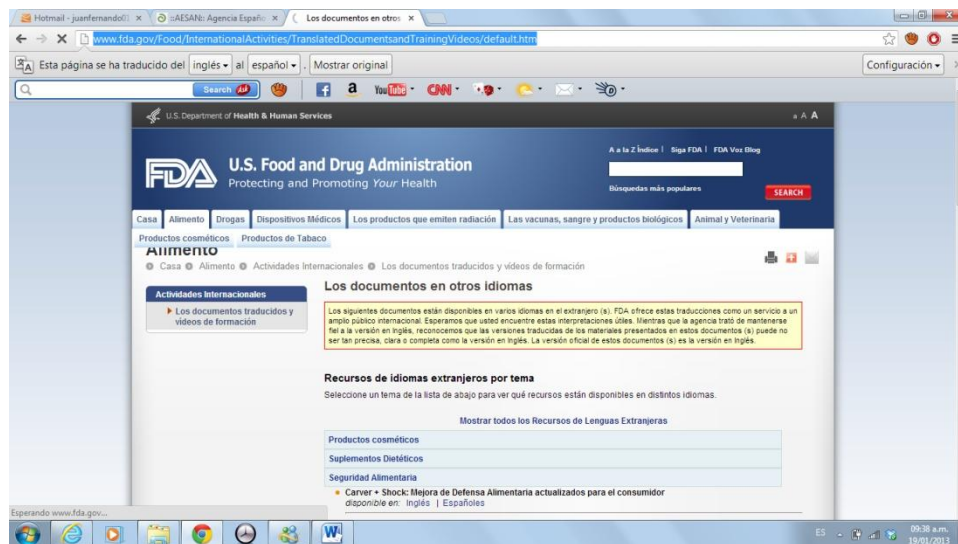 Hotmail - juanfernando03
::AESAN:: Agencia Españo
Los documentos en otros
www.fda.gov/Food/InternationalActivities/TranslatedDocumentsandTrainingVideos/default.htm
Esta página se ha traducido del inglés al español . Mostrar original Configuración
Search
You Tube CNN
U.S. Department of Health & Human Services a A A
A a la Z Índice | Siga FDA | FDA Voz Blog
FDA U.S. Food and Drug Administration
Protecting and Promoting Your Health
Búsquedas más populares SEARCH
Casa Alimento Drogas Dispositivos Médicos Los productos que emiten radiación Las vacunas, sangre y productos biológicos Animal y Veterinaria
Productos cosméticos Productos de Tabaco
Alimento
Casa Alimento Actividades Internacionales Los documentos traducidos y videos de formación
Actividades Internacionales
Los documentos traducidos y
videos de formación
Los documentos en otros idiomas
Los siguientes documentos están disponibles en varios idiomas en el extranjero (s). FDA ofrece estas traducciones como un servicio a un
amplio público internacional. Esperamos que usted encuentre estas interpretaciones útiles. Mientras que la agencia trató de mantenerse
fiel a la versión en Inglés, reconocemos que las versiones traducidas de los materiales presentados en estos documentos (s) puede no
ser tan precisa, clara o completa como la versión en Inglés. La versión oficial de estos documentos (s) es la versión en Inglés.
Recursos de idiomas extranjeros por tema
Seleccione un tema de la lista de abajo para ver qué recursos están disponibles en distintos idiomas.
Mostrar todos los Recursos de Lenguas Extranjeras
Productos cosméticos
Suplementos Dietéticos
Seguridad Alimentaria
Carver + Shock: Mejora de Defensa Alimentaria actualizados para el consumidor
disponible en: Inglés | Españoles
Esperando www.fda.gov...
ES 09:38 a.m.
19/01/2013